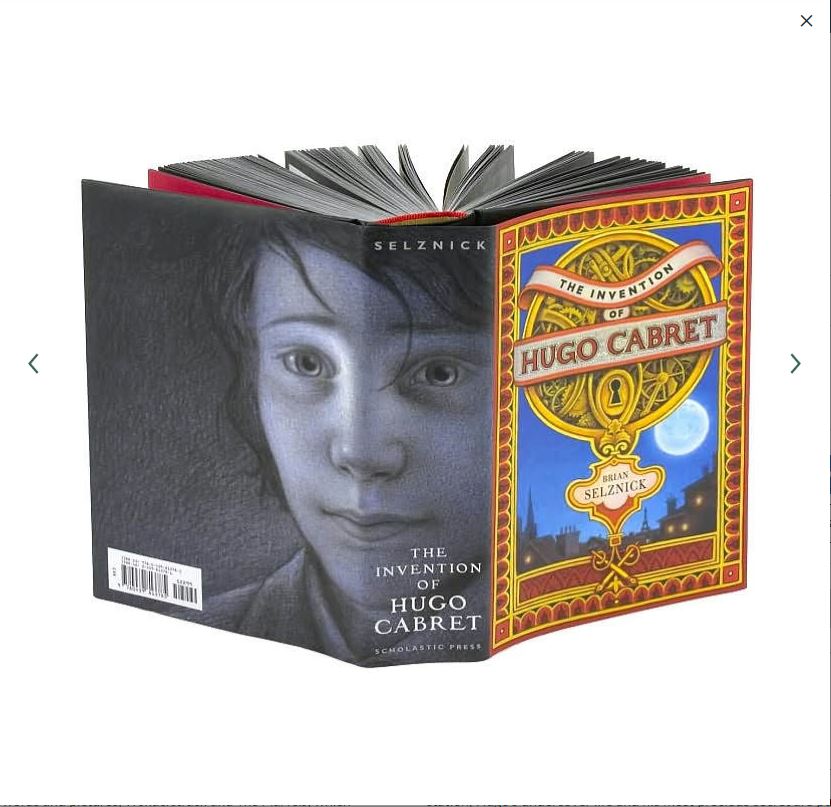 SELZNICK
THE
INVENTION
OF
HUGO
CABRET
SCHOLASTIC PRESS
THE INVENTION
OF
HUGO CABRET
BRIAN
SELZNICK